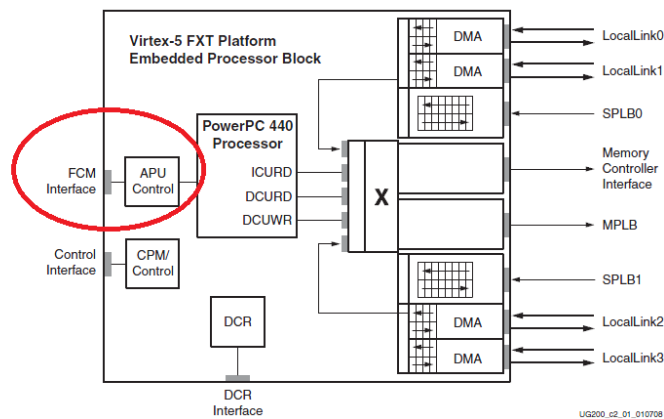 Virtex-5 FXT Platform
Embedded Processor Block
DMA
LocalLink0
DMA
LocalLink1
SPLB0
PowerPC 440
Processor
FCM
Interface
APU
Control
ICURD
DCURD
DCUWR
X
Memory
Controller
Interface
MPLB
Control
Interface
CPM/
Control
SPLB1
DCR
DMA
LocalLink2
DMA
LocalLink3
DCR
Interface
UG200_c2_01_010708